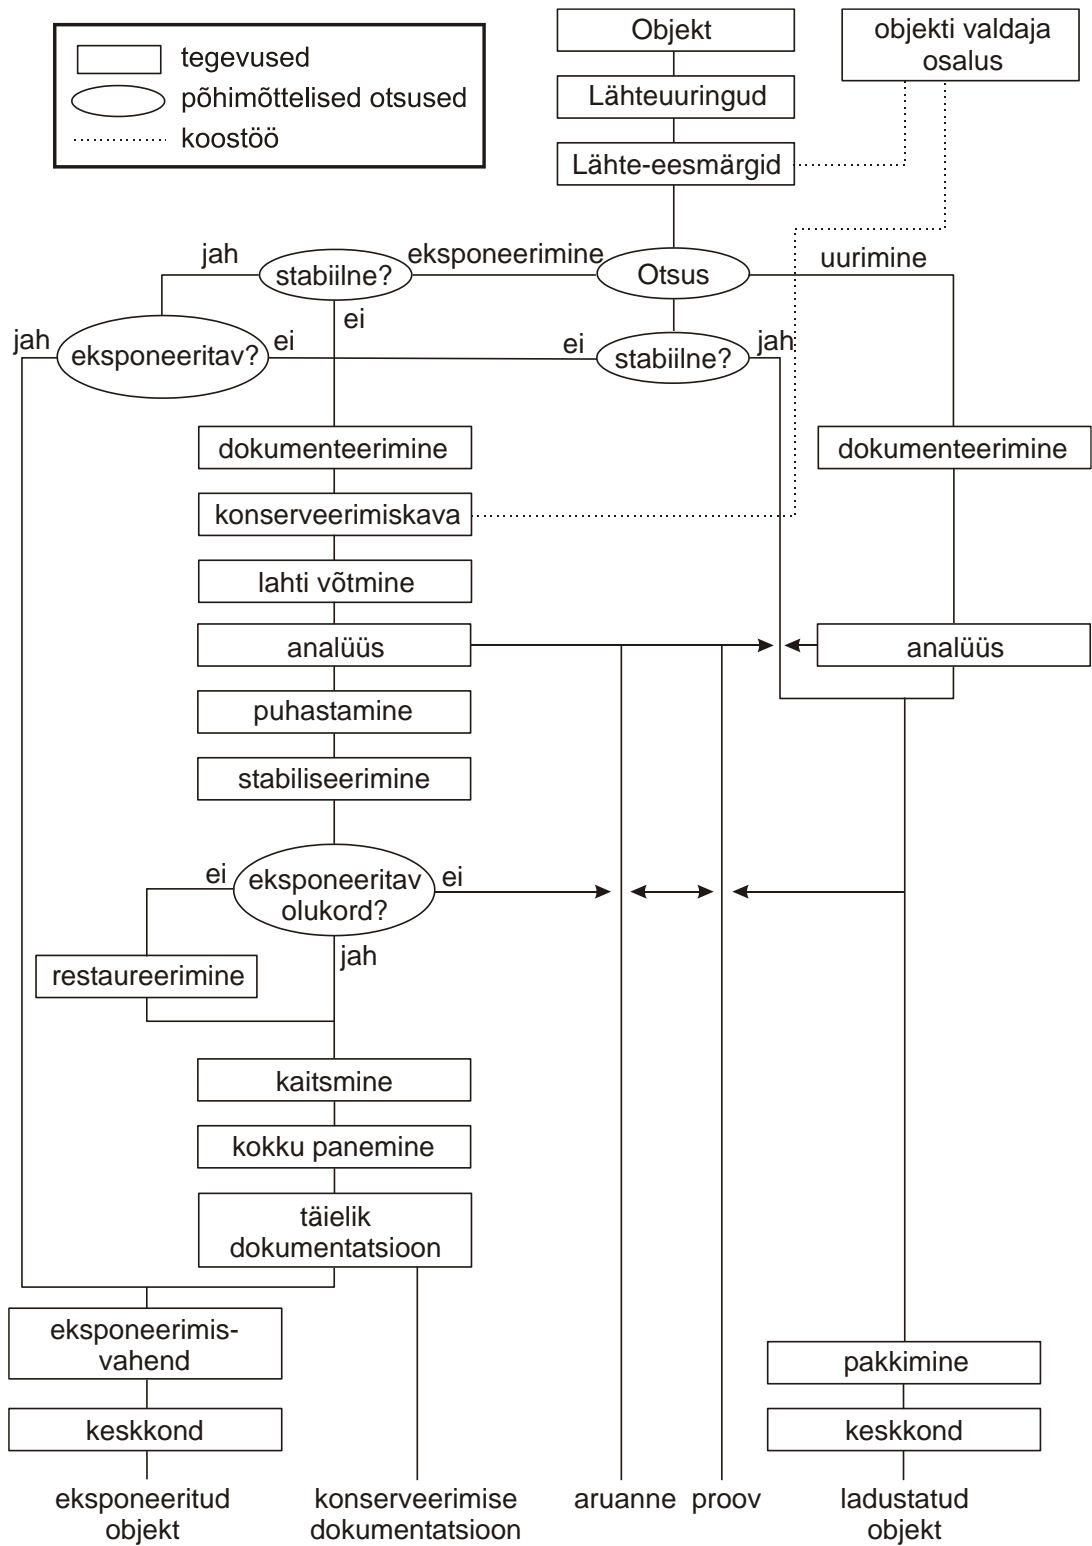 tegevused
põhimõttelised otsused
koostöö
Objekt
objekti valdaja
osalus
Lähteuuringud
Lähte-eesmärgid
jah
stabiilne?
eksponeerimine
Otsus
uurimine
ei
jah
eksponeeritav?
ei
ei
stabiilne?
jah
dokumenteerimine
dokumenteerimine
konserveerimiskava
lahti võtmine
analüüs
analüüs
puhastamine
stabiliseerimine
ei
eksponeeritav
olukord?
ei
jah
restaureerimine
kaitsmine
kokku panemine
täielik
dokumentatsioon
eksponeerimis-
vahend
pakkimine
keskkond
keskkond
eksponeeritud
objekt
konserveerimise
dokumentatsioon
aruanne
proov
ladustatud
objekt